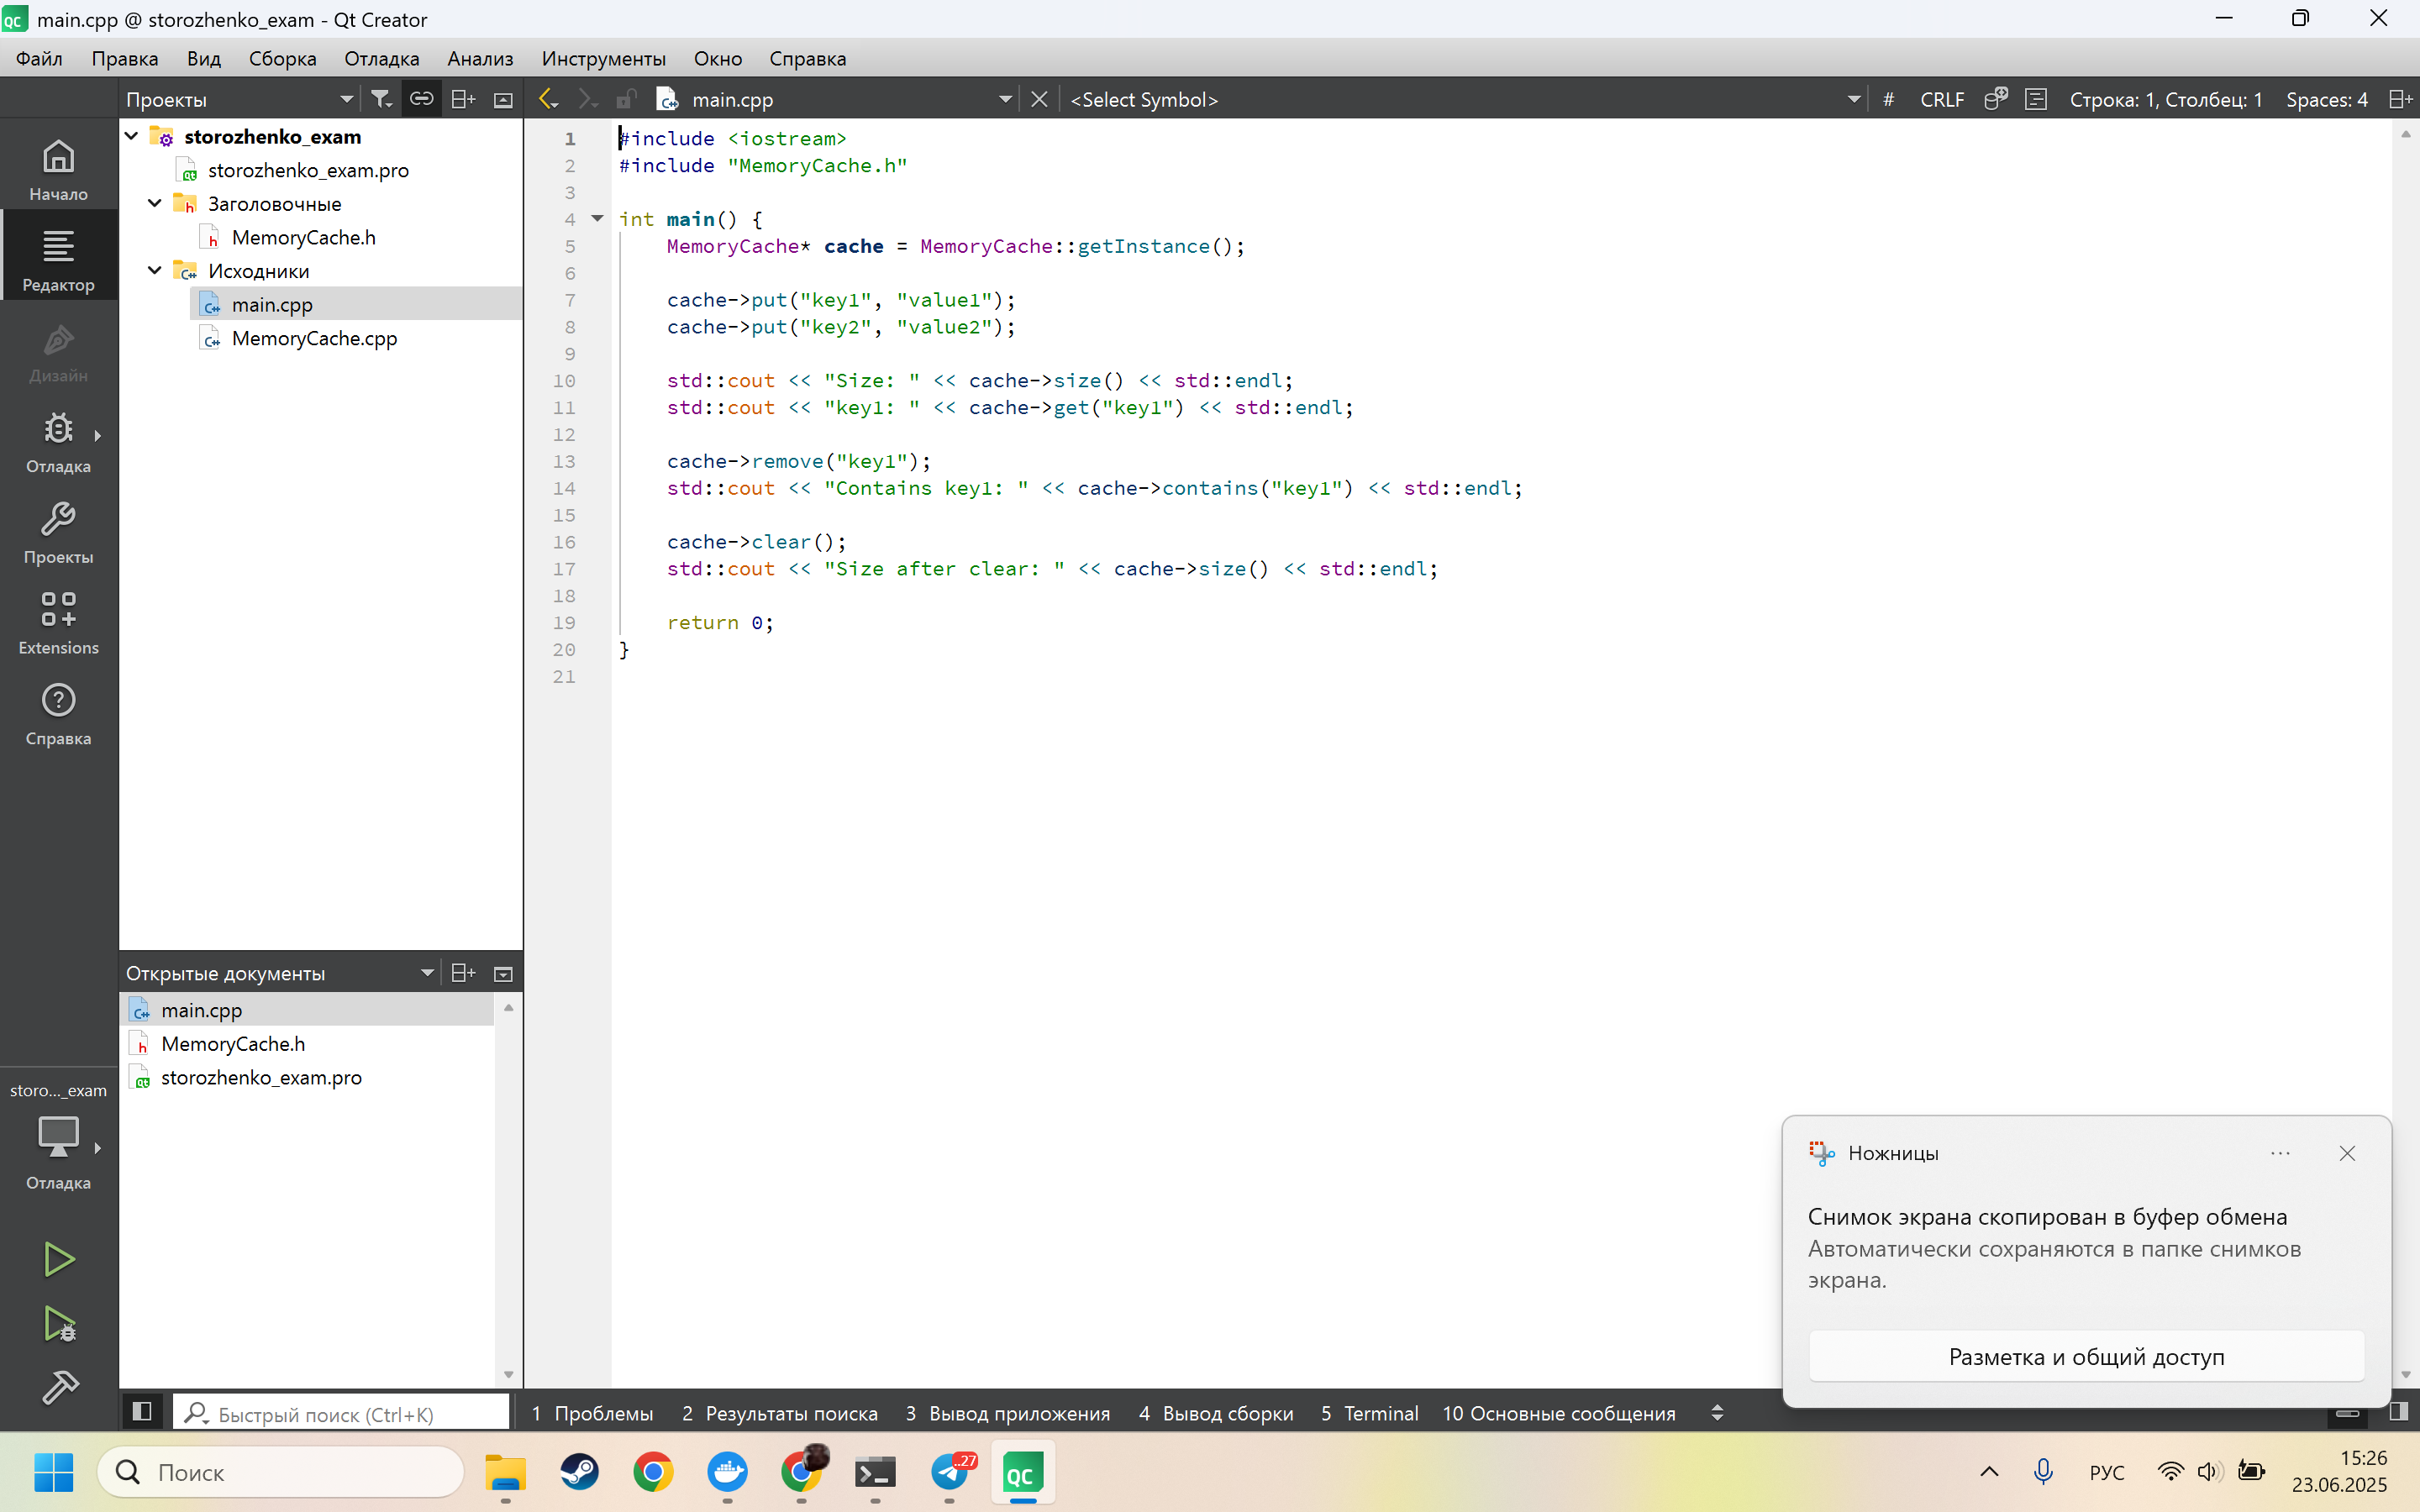 main.cpp @ storozhenko_exam - Qt Creator
Файл Правка Вид Сборка Отладка Анализ Инструменты Окно Справка
Проекты
main.cpp
<Select Symbol>
# CRLF Строка: 1, Столбец: 1 Spaces: 4
Начало
Редактор
Дизайн
Отладка
Проекты
Extensions
Справка
storo..._exam
Отладка
storozhenko_exam
storozhenko_exam.pro
Заголовочные
MemoryCache.h
Исходники
main.cpp
MemoryCache.cpp
Открытые документы
main.cpp
MemoryCache.h
storozhenko_exam.pro
1 #include <iostream>
2 #include "MemoryCache.h"
3
4 int main() {
5     MemoryCache* cache = MemoryCache::getInstance();
6
7     cache->put("key1", "value1");
8     cache->put("key2", "value2");
9
10     std::cout << "Size: " << cache->size() << std::endl;
11     std::cout << "key1: " << cache->get("key1") << std::endl;
12
13     cache->remove("key1");
14     std::cout << "Contains key1: " << cache->contains("key1") << std::endl;
15
16     cache->clear();
17     std::cout << "Size after clear: " << cache->size() << std::endl;
18
19     return 0;
20 }
21
Ножницы
Снимок экрана скопирован в буфер обмена
Автоматически сохраняются в папке снимков
экрана.
Разметка и общий доступ
Быстрый поиск (Ctrl+K)
1 Проблемы 2 Результаты поиска 3 Вывод приложения 4 Вывод сборки 5 Terminal 10 Основные сообщения
Поиск
..27
QC
РУС
15:26
23.06.2025